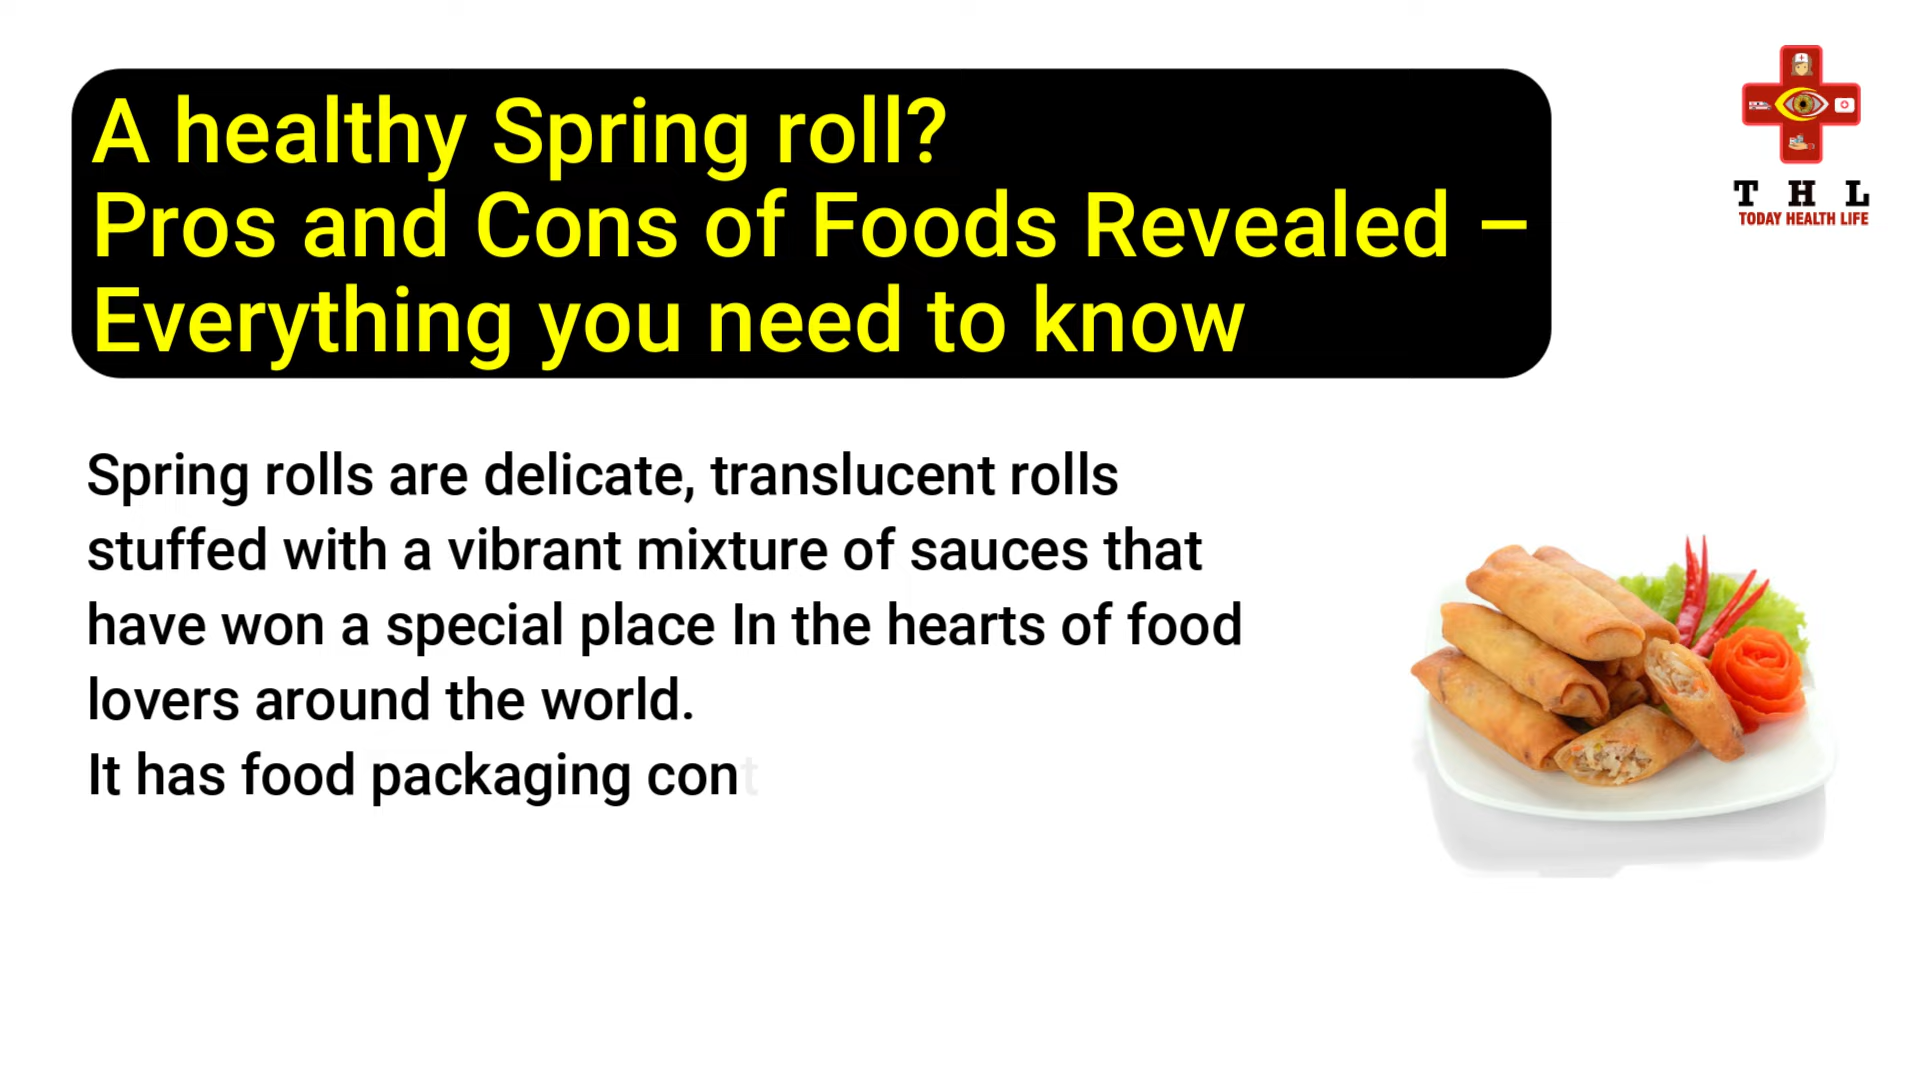 A healthy Spring roll?
Pros and Cons of Foods Revealed –
Everything you need to know
T H L
TODAY HEALTH LIFE
Spring rolls are delicate, translucent rolls
stuffed with a vibrant mixture of sauces that
have won a special place In the hearts of food
lovers around the world.
It has food packaging cont